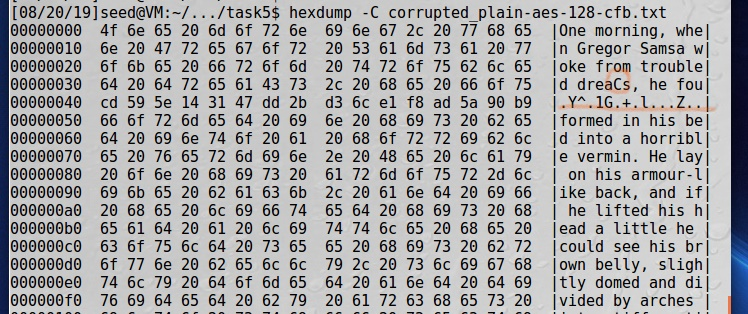 [08/20/19]seed@VM:~/.../task5$ hexdump -C corrupted_plain-aes-128-cfb.txt
00000000  4f 6e 65 20 6d 6f 72 6e  69 6e 67 2c 20 77 68 65  |One morning, whe|
00000010  6e 20 47 72 65 67 6f 72  20 53 61 6d 73 61 20 77  |n Gregor Samsa w|
00000020  6f 6b 65 20 66 72 6f 6d  20 74 72 6f 75 62 6c 65  |oke from trouble|
00000030  64 20 64 72 65 61 43 73  2c 20 68 65 20 66 6f 75  |d dreaCs, he fou|
00000040  cd 59 5e 14 31 47 dd 2b  d3 6c e1 f8 ad 5a 90 b9  |.Y^.1G.+.l...Z..|
00000050  66 6f 72 6d 65 64 20 69  6e 20 68 69 73 20 62 65  |formed in his be|
00000060  64 20 69 6e 74 6f 20 61  20 68 6f 72 72 69 62 6c  |d into a horribl|
00000070  65 20 76 65 72 6d 69 6e  2e 20 48 65 20 6c 61 79  |e vermin. He lay|
00000080  20 6f 6e 20 68 69 73 20  61 72 6d 6f 75 72 2d 6c  | on his armour-l|
00000090  69 6b 65 20 62 61 63 6b  2c 20 61 6e 64 20 69 66  |ike back, and if|
000000a0  20 68 65 20 6c 69 66 74  65 64 20 68 69 73 20 68  | he lifted his h|
000000b0  65 61 64 20 61 20 6c 69  74 74 6c 65 20 68 65 20  |ead a little he |
000000c0  63 6f 75 6c 64 20 73 65  65 20 68 69 73 20 62 72  |could see his br|
000000d0  6f 77 6e 20 62 65 6c 6c  79 2c 20 73 6c 69 67 68  |own belly, sligh|
000000e0  74 6c 79 20 64 6f 6d 65  64 20 61 6e 64 20 64 69  |tly domed and di|
000000f0  76 69 64 65 64 20 62 79  20 61 72 63 68 65 73 20  |vided by arches |